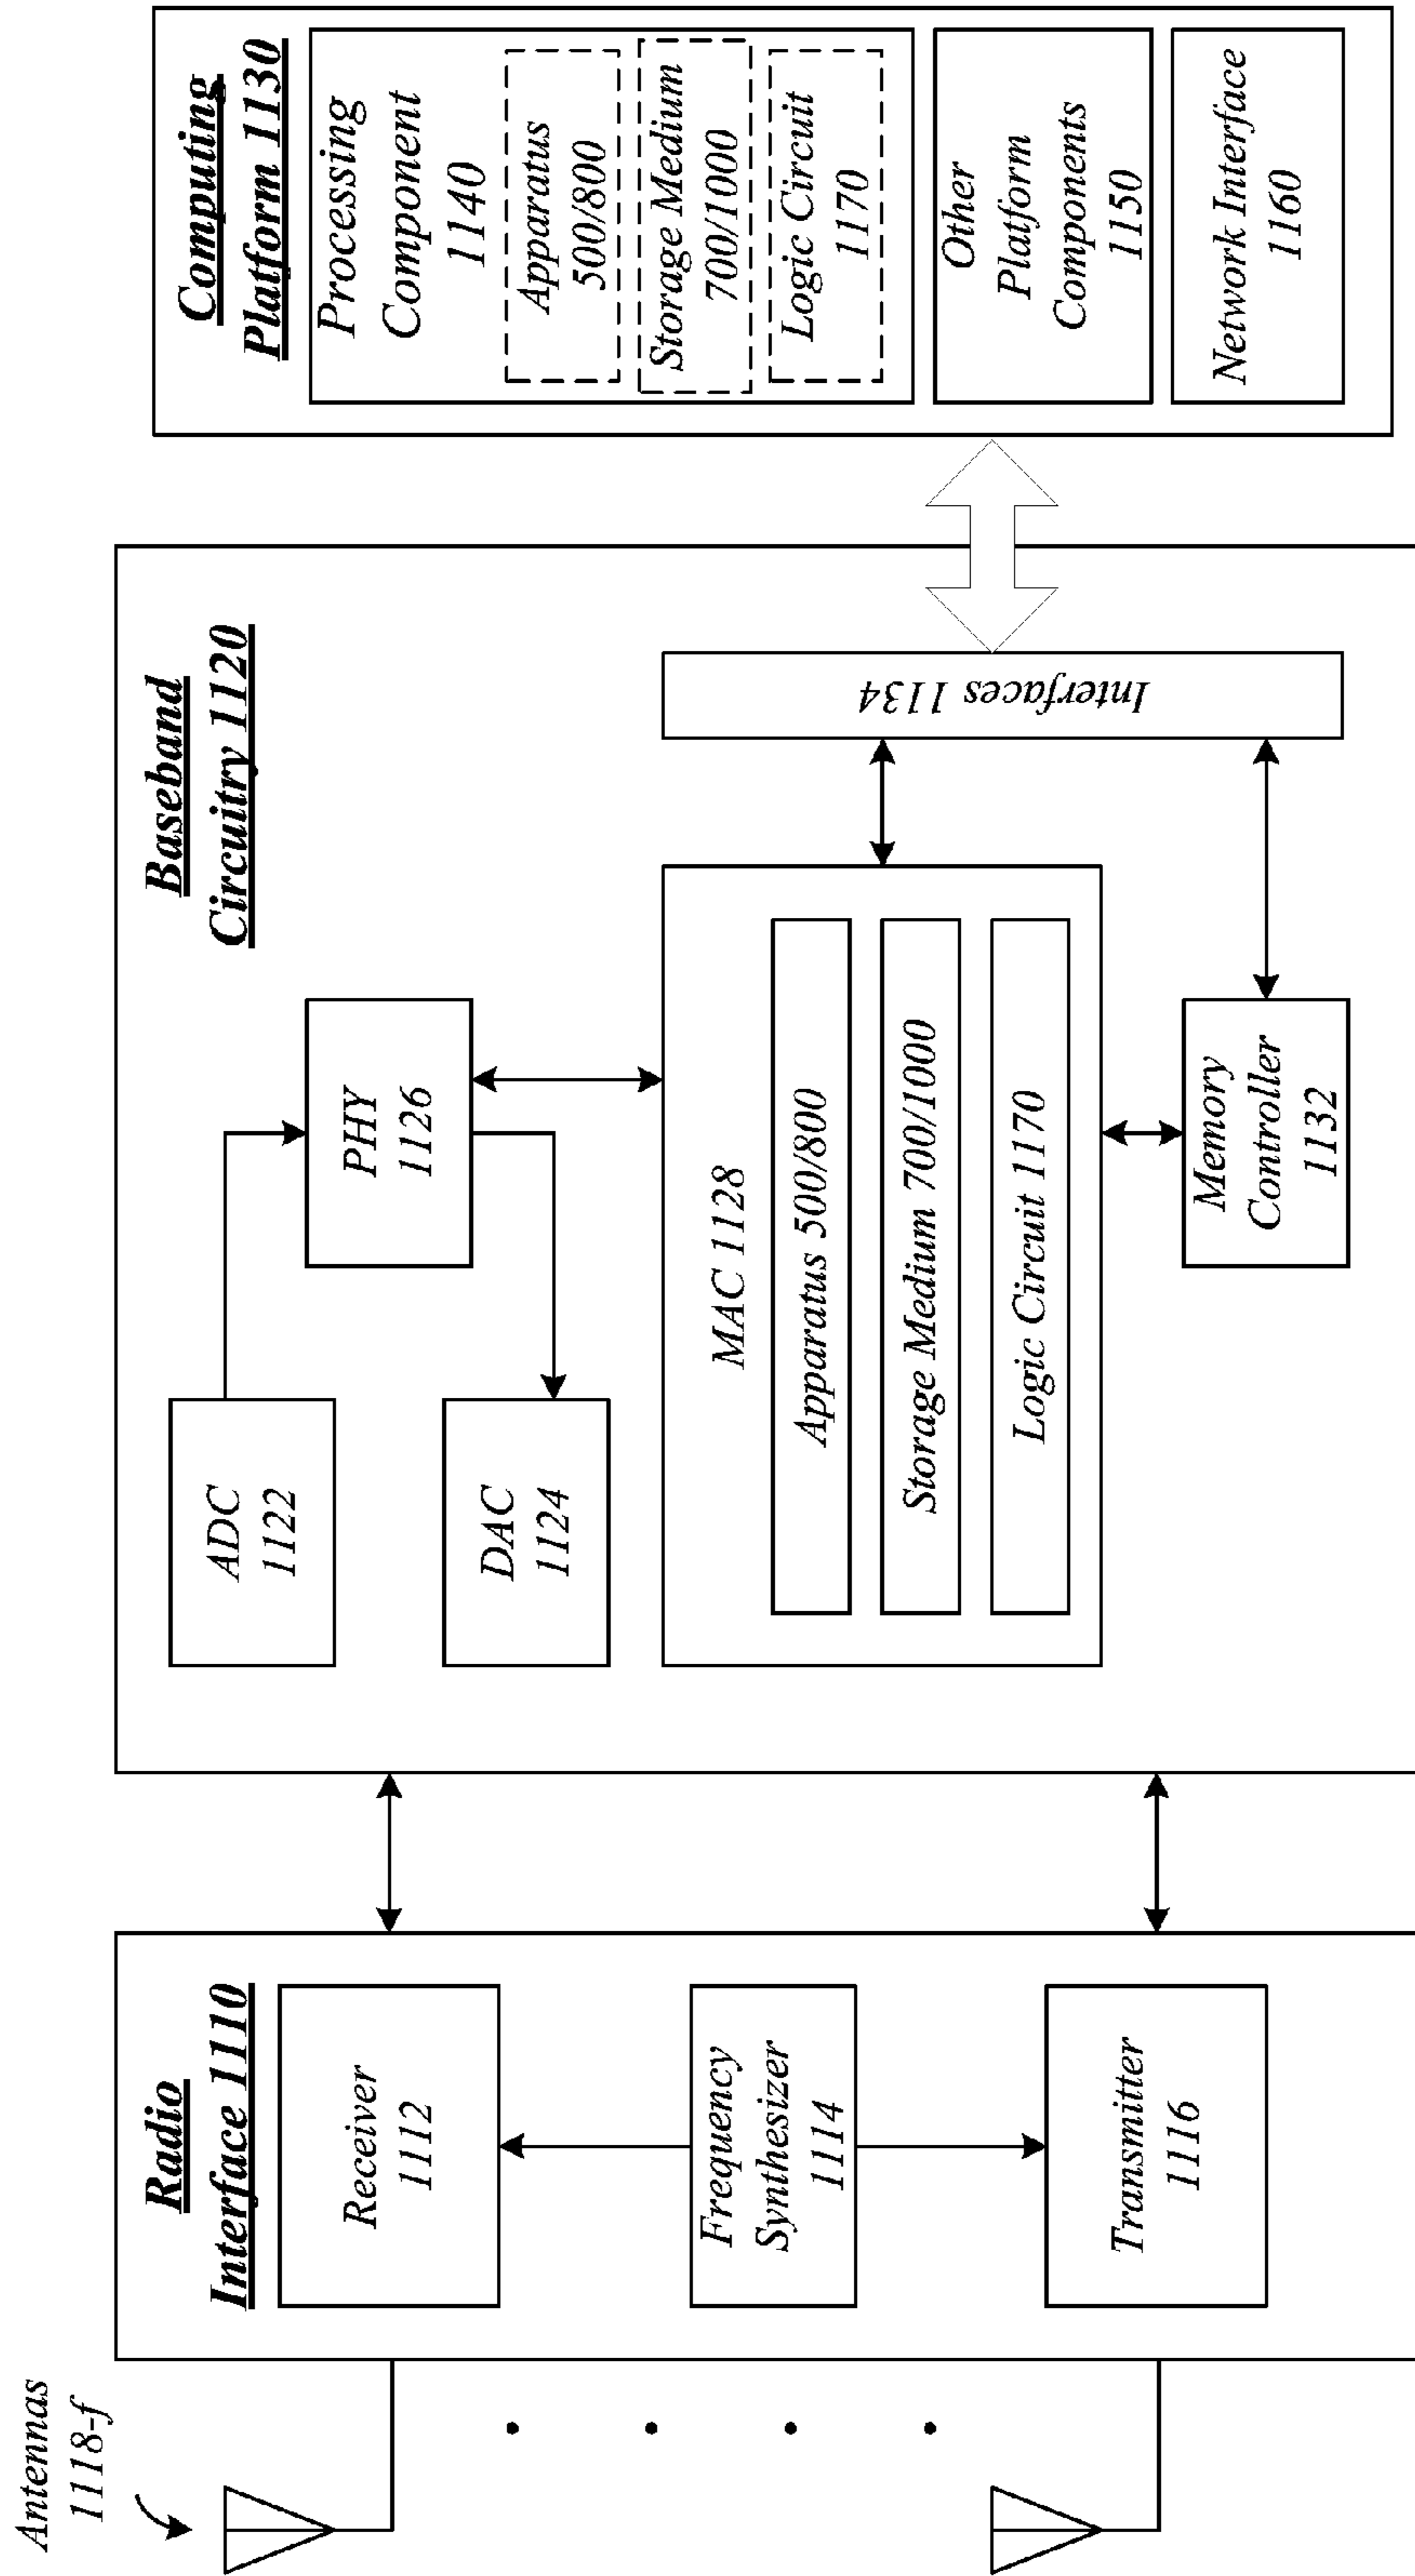 Antennas
1118-f
Radio
Interface 1110
Receiver
1112
Frequency
Synthesizer
1114
Transmitter
1116
Baseband
Circuitry 1120
ADC
1122
DAC
1124
PHY
1126
MAC 1128
Apparatus 500/800
Storage Medium 700/1000
Logic Circuit 1170
Memory
Controller
1132
Interfaces 1134
Computing
Platform 1130
Processing
Component
1140
Apparatus
500/800
Storage Medium
700/1000
Logic Circuit
1170
Other
Platform
Components
1150
Network Interface
1160